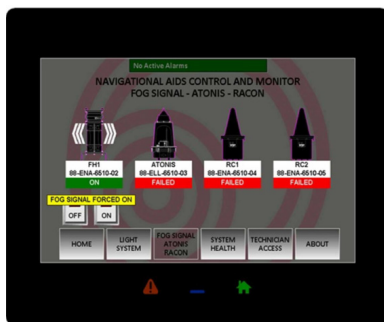 No Active Alarms
NAVIGATIONAL AIDS CONTROL AND MONITOR
FOG SIGNAL - ATONIS - RACON
FH1
88-ENA-6510-02
ON
ATONIS
88-ELL-6510-03
FAILED
RC1
88-ENA-6510-04
FAILED
RC2
88-ENA-6510-05
FAILED
FOG SIGNAL FORCED ON
OFF
ON
HOME
LIGHT
SYSTEM
FOG SIGNAL
ATONIS
RACON
SYSTEM
HEALTH
TECHNICIAN
ACCESS
ABOUT